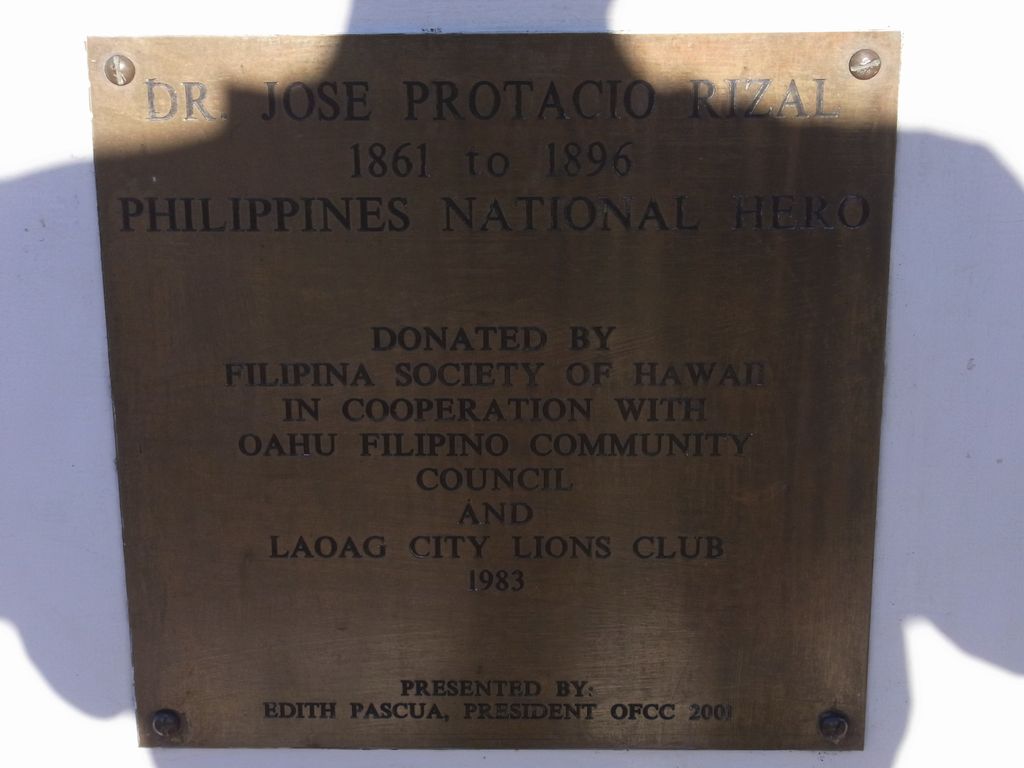 DR. JOSE PROTACIO RIZAL
1861 to 1896
PHILIPPINES NATIONAL HERO
DONATED BY
FILIPINA SOCIETY OF HAWAII
IN COOPERATION WITH
OAHU FILIPINO COMMUNITY
COUNCIL
AND
LAOAG CITY LIONS CLUB
1983
PRESENTED BY:
EDITH PASCUA, PRESIDENT OFCC 2001